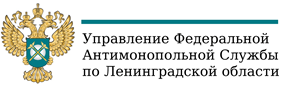 Управление Федеральной
Антимонопольной Службы
по Ленинградской области